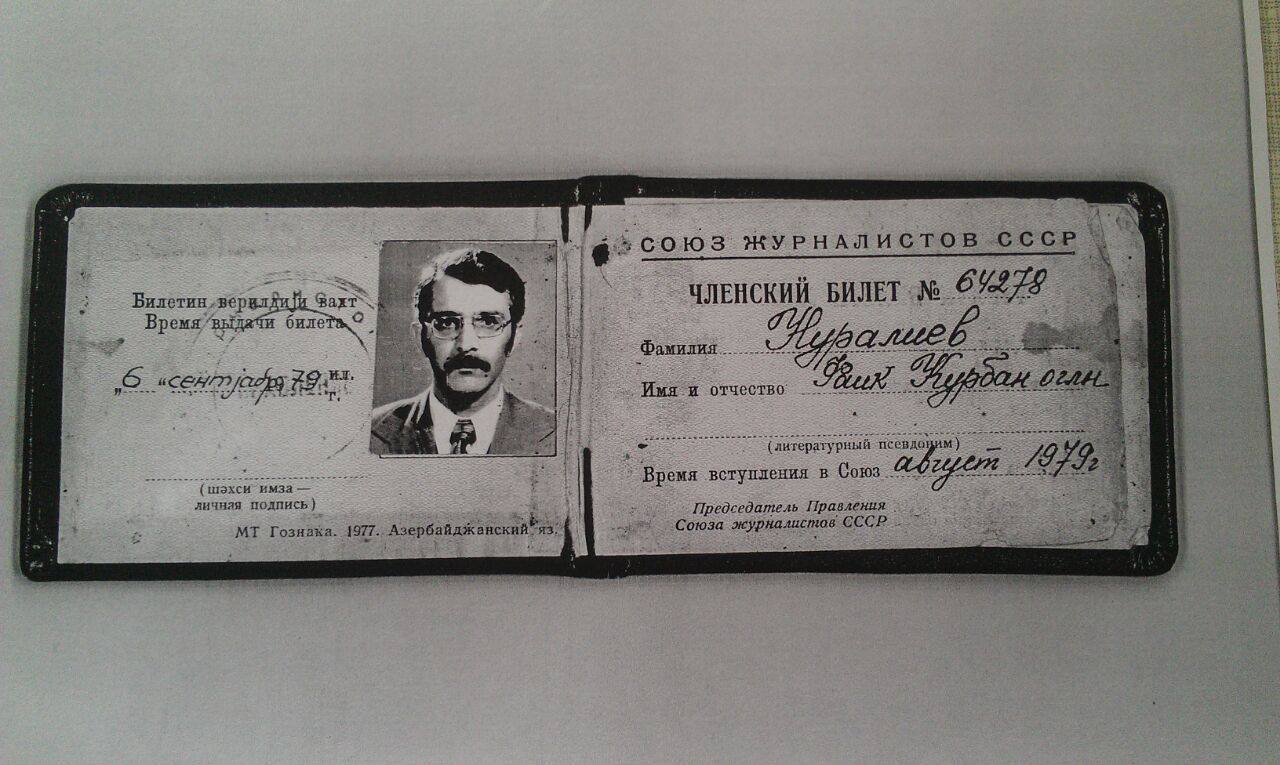 Билетин верилдији вахт
Время выдачи билета
„6 "сентјабр 1979 ил.
г.
(шәхси имза —
личная подпись)
МТ Гознака. 1977. Азербайджанский яз.
СОЮЗ ЖУРНАЛИСТОВ СССР
ЧЛЕНСКИЙ БИЛЕТ № 64278
Фамилия Нуралиев
Имя и отчество Фаик Курбан оглы
(литературный псевдоним)
Время вступления в Союз август 1979г
Председатель Правления
Союза журналистов СССР